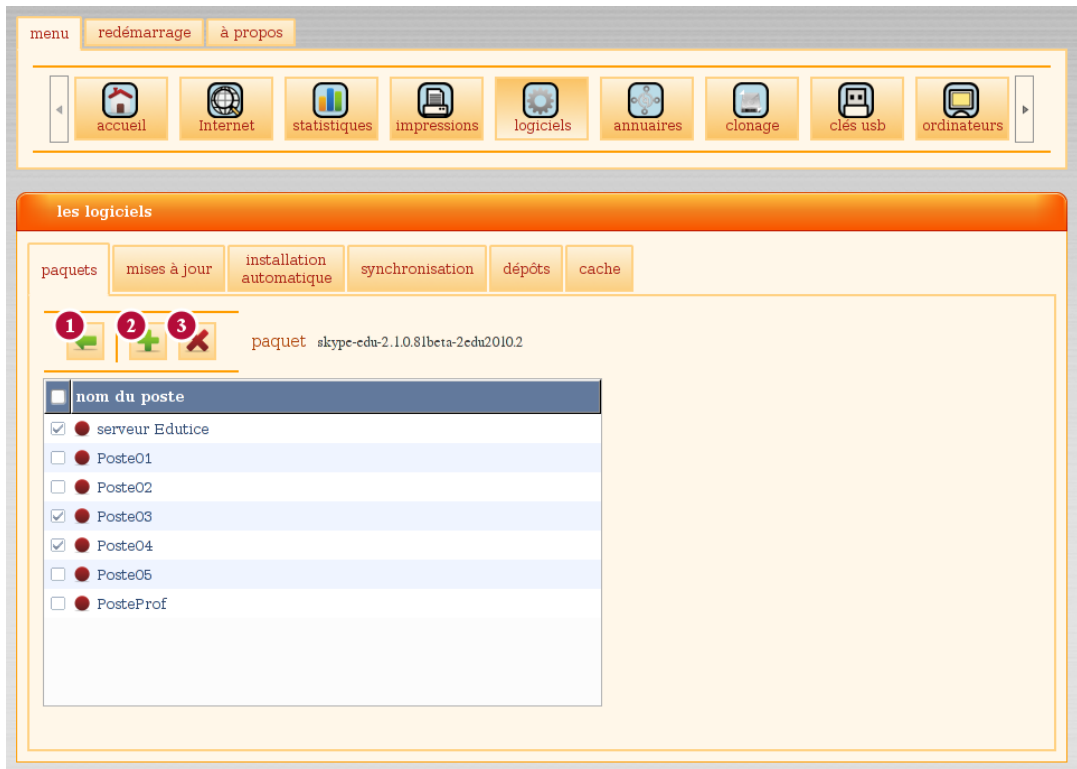 menu redémarrage à propos
accueil Internet statistiques impressions logiciels annuaires clonage clés usb ordinateurs
les logiciels
paquets mises à jour installation automatique synchronisation dépôts cache
1 2 3
paquet skype-edu-2.1.0.81beta-2edu2010.2
nom du poste
serveur Edutice
Poste01
Poste02
Poste03
Poste04
Poste05
PosteProf